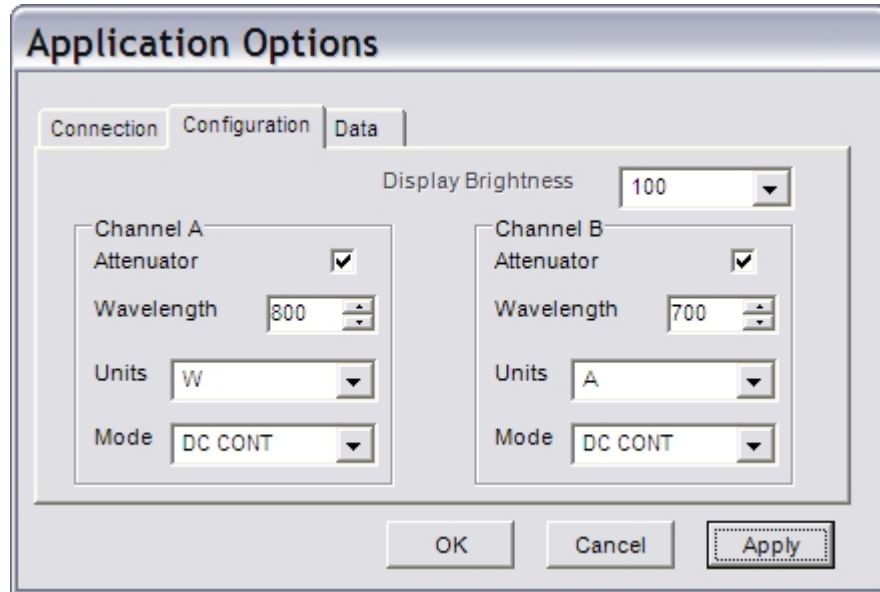 Application Options
Connection Configuration Data
Display Brightness 100
Channel A Channel B
Attenuator Attenuator
Wavelength 800 Wavelength 700
Units W Units A
Mode DC CONT Mode DC CONT
OK Cancel Apply